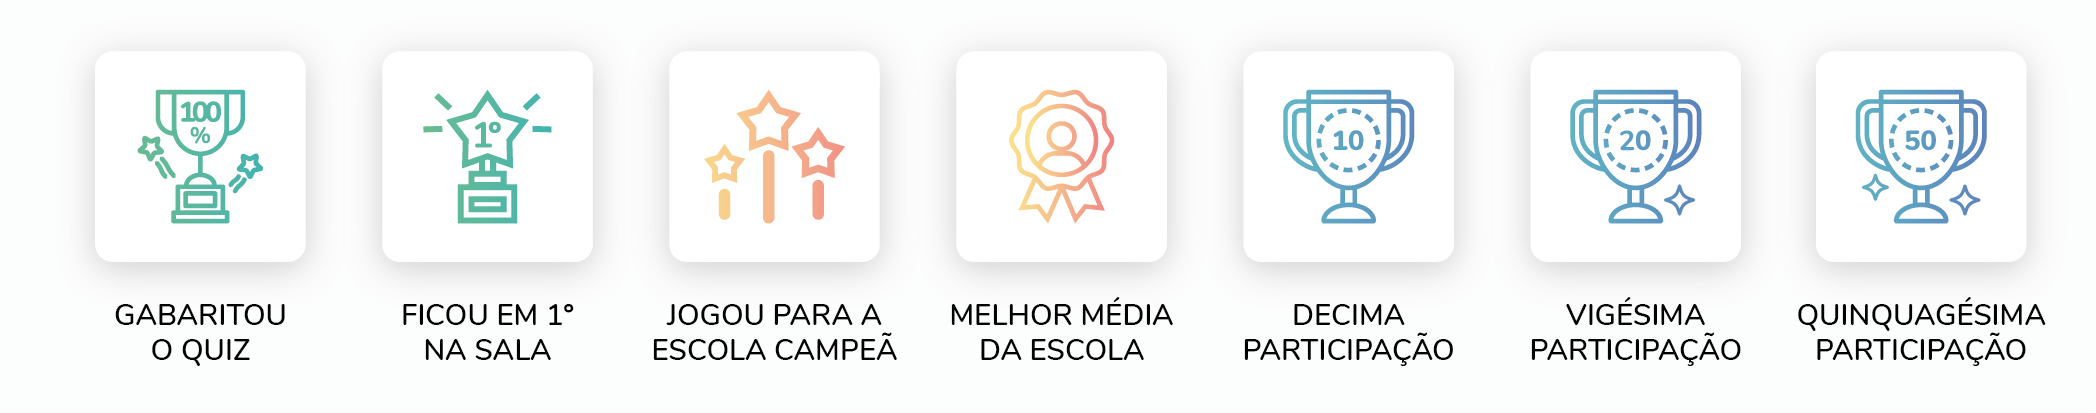 100
%
1º
10
20
50
GABARITOU
O QUIZ
FICOU EM 1º
NA SALA
JOGOU PARA A
ESCOLA CAMPEÃ
MELHOR MÉDIA
DA ESCOLA
DECIMA
PARTICIPAÇÃO
VIGÉSIMA
PARTICIPAÇÃO
QUINQUAGÉSIMA
PARTICIPAÇÃO